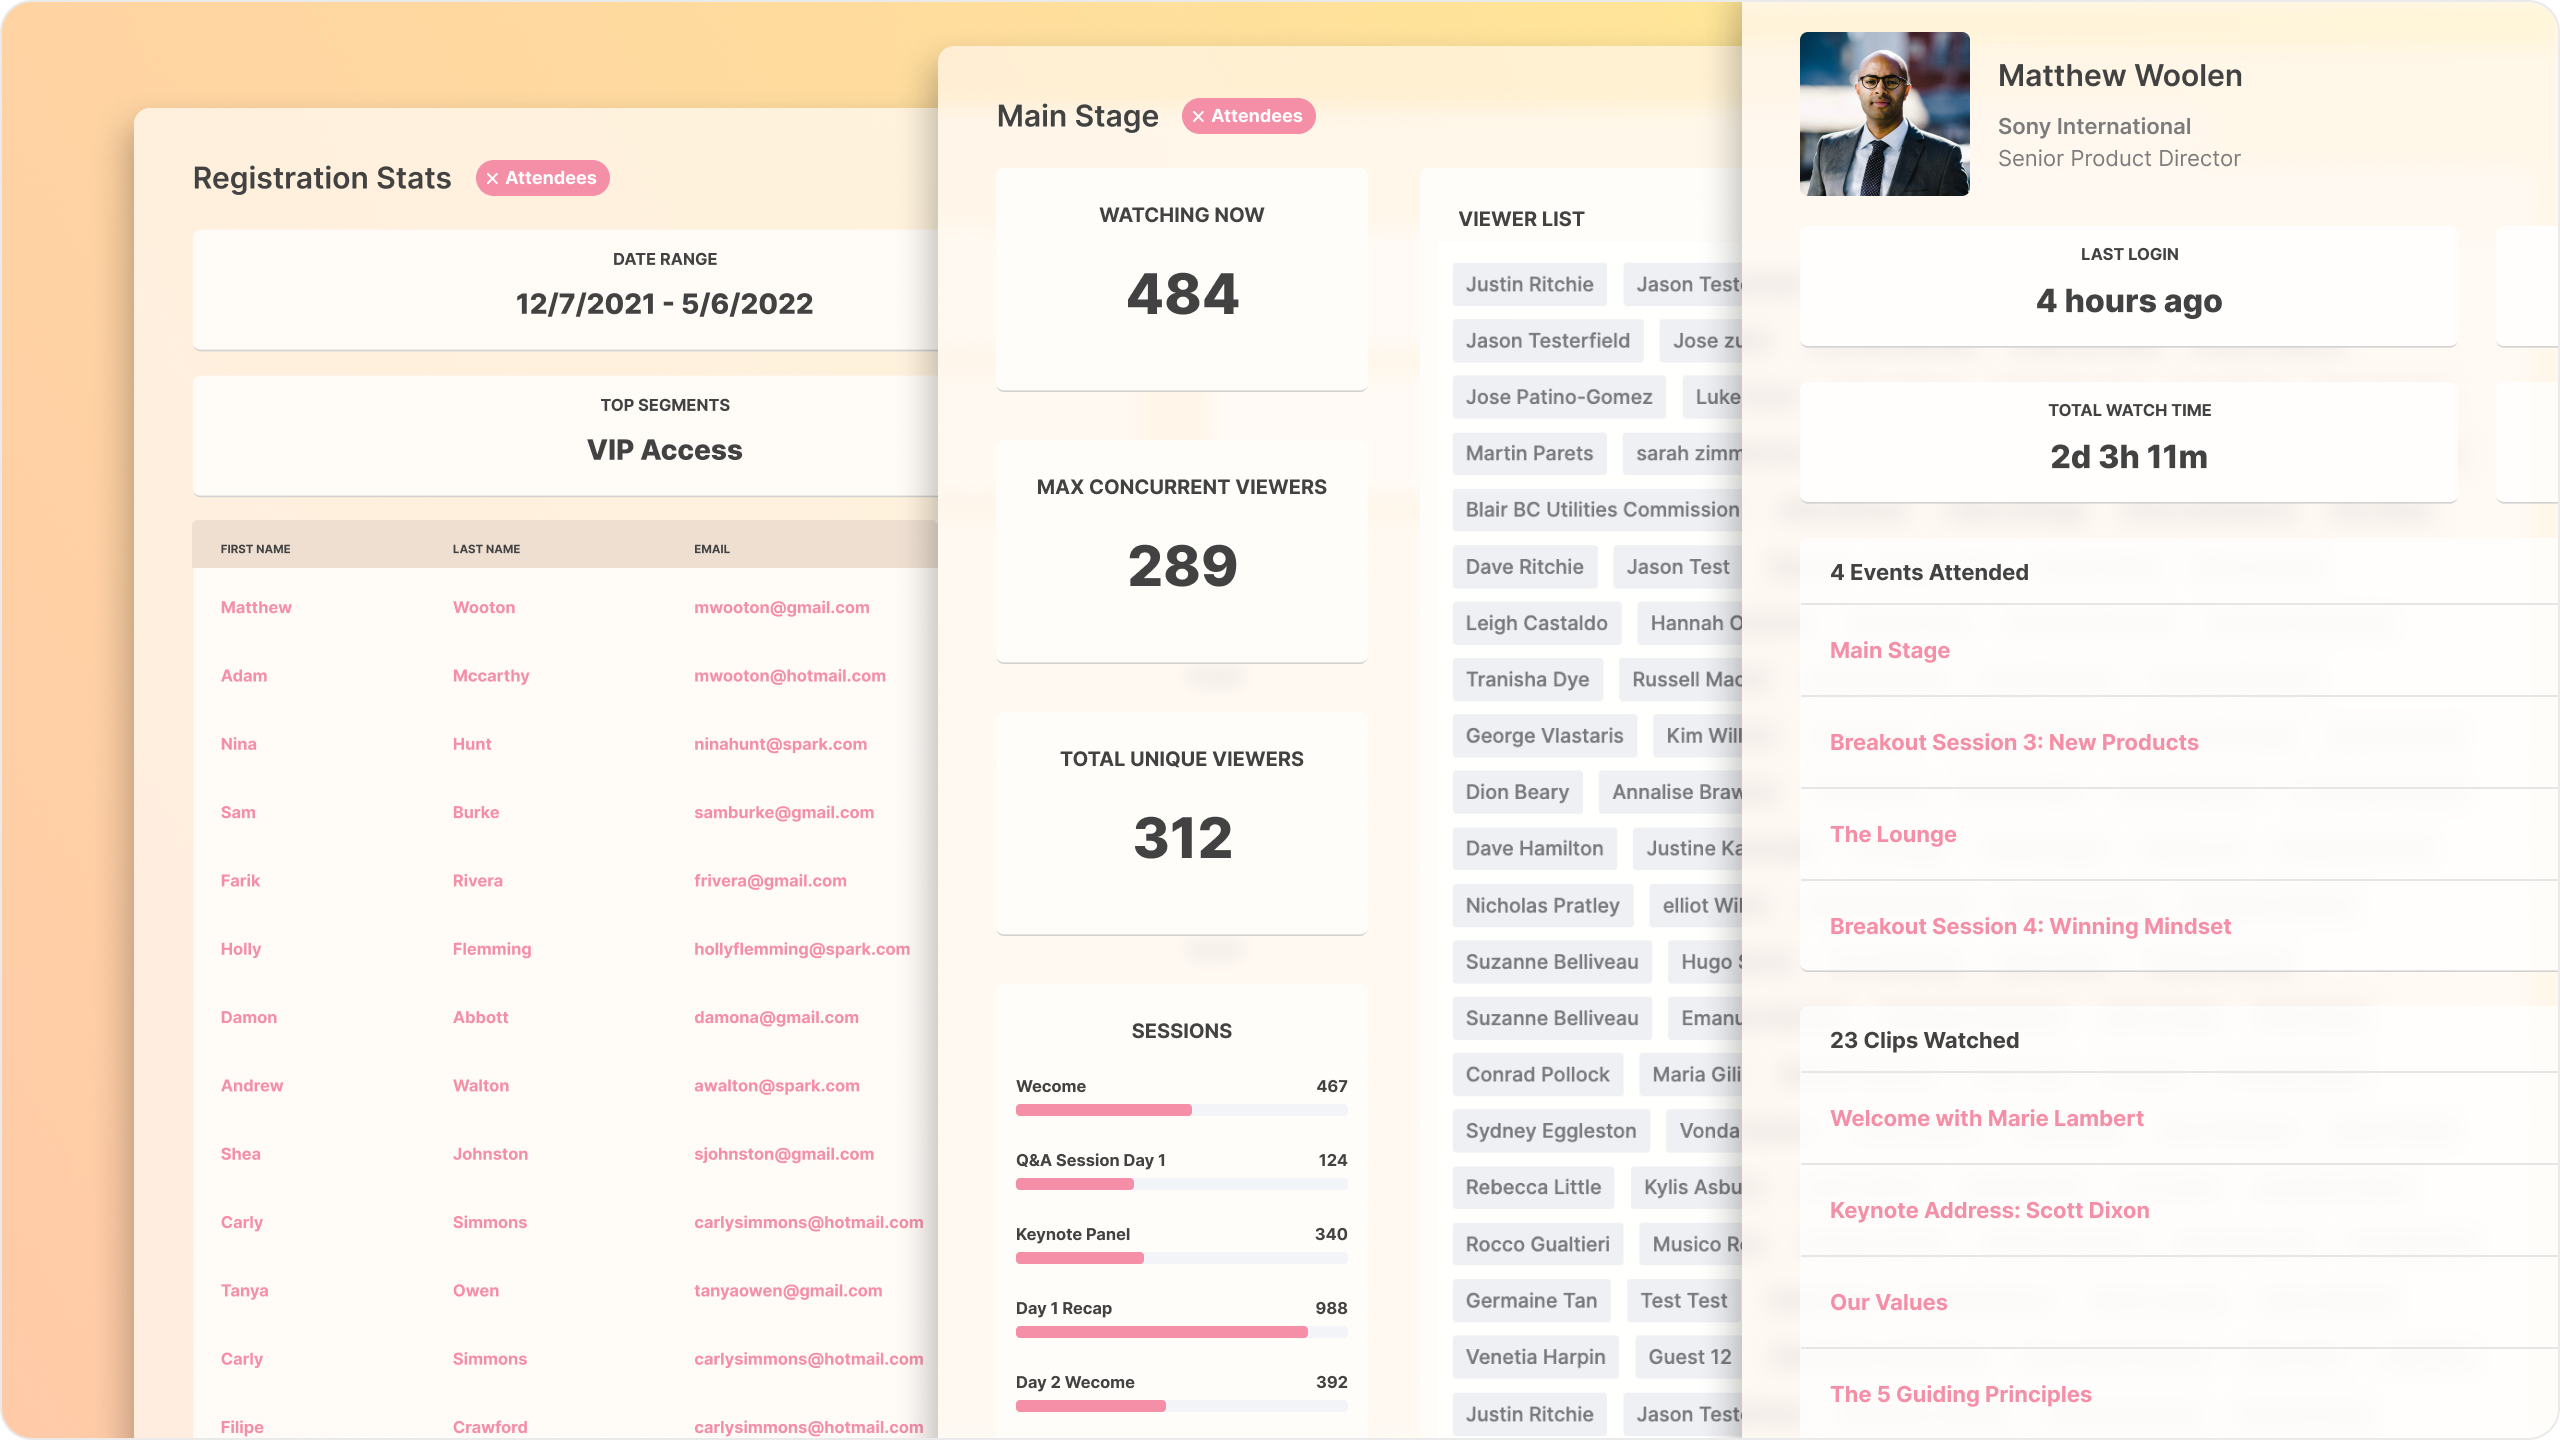 Registration Stats
× Attendees
DATE RANGE
12/7/2021 - 5/6/2022
TOP SEGMENTS
VIP Access
FIRST NAME LAST NAME EMAIL
Matthew Wooton mwooton@gmail.com
Adam Mccarthy mwooton@hotmail.com
Nina Hunt ninahunt@spark.com
Sam Burke samburke@gmail.com
Farik Rivera frivera@gmail.com
Holly Flemming hollyflemming@spark.com
Damon Abbott damona@gmail.com
Andrew Walton awalton@spark.com
Shea Johnston sjohnston@gmail.com
Carly Simmons carlysimmons@hotmail.com
Tanya Owen tanyaowen@gmail.com
Carly Simmons carlysimmons@hotmail.com
Filipe Crawford carlysimmons@hotmail.com
Main Stage
× Attendees
WATCHING NOW
484
MAX CONCURRENT VIEWERS
289
TOTAL UNIQUE VIEWERS
312
SESSIONS
Wecome 467
Q&A Session Day 1 124
Keynote Panel 340
Day 1 Recap 988
Day 2 Wecome 392
VIEWER LIST
Justin Ritchie Jason Test
Jason Testerfield Jose zu
Jose Patino-Gomez Luke
Martin Parets sarah zimm
Blair BC Utilities Commission
Dave Ritchie Jason Test
Leigh Castaldo Hannah O
Tranisha Dye Russell Mac
George Vlastaris Kim Will
Dion Beary Annalise Braw
Dave Hamilton Justine Ka
Nicholas Pratley elliot Wil
Suzanne Belliveau Hugo S
Suzanne Belliveau Emanu
Conrad Pollock Maria Gili
Sydney Eggleston Vonda
Rebecca Little Kylis Asbu
Rocco Gualtieri Musico R
Germaine Tan Test Test
Venetia Harpin Guest 12
Justin Ritchie Jason Test
Matthew Woolen
Sony International
Senior Product Director
LAST LOGIN
4 hours ago
TOTAL WATCH TIME
2d 3h 11m
4 Events Attended
Main Stage
Breakout Session 3: New Products
The Lounge
Breakout Session 4: Winning Mindset
23 Clips Watched
Welcome with Marie Lambert
Keynote Address: Scott Dixon
Our Values
The 5 Guiding Principles